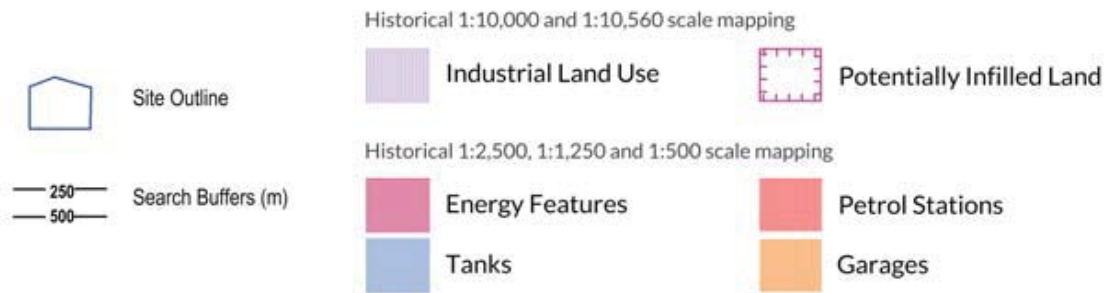 Historical 1:10,000 and 1:10,560 scale mapping
Industrial Land Use
Potentially Infilled Land
Site Outline
Historical 1:2,500, 1:1,250 and 1:500 scale mapping
250
500
Search Buffers (m)
Energy Features
Petrol Stations
Tanks
Garages